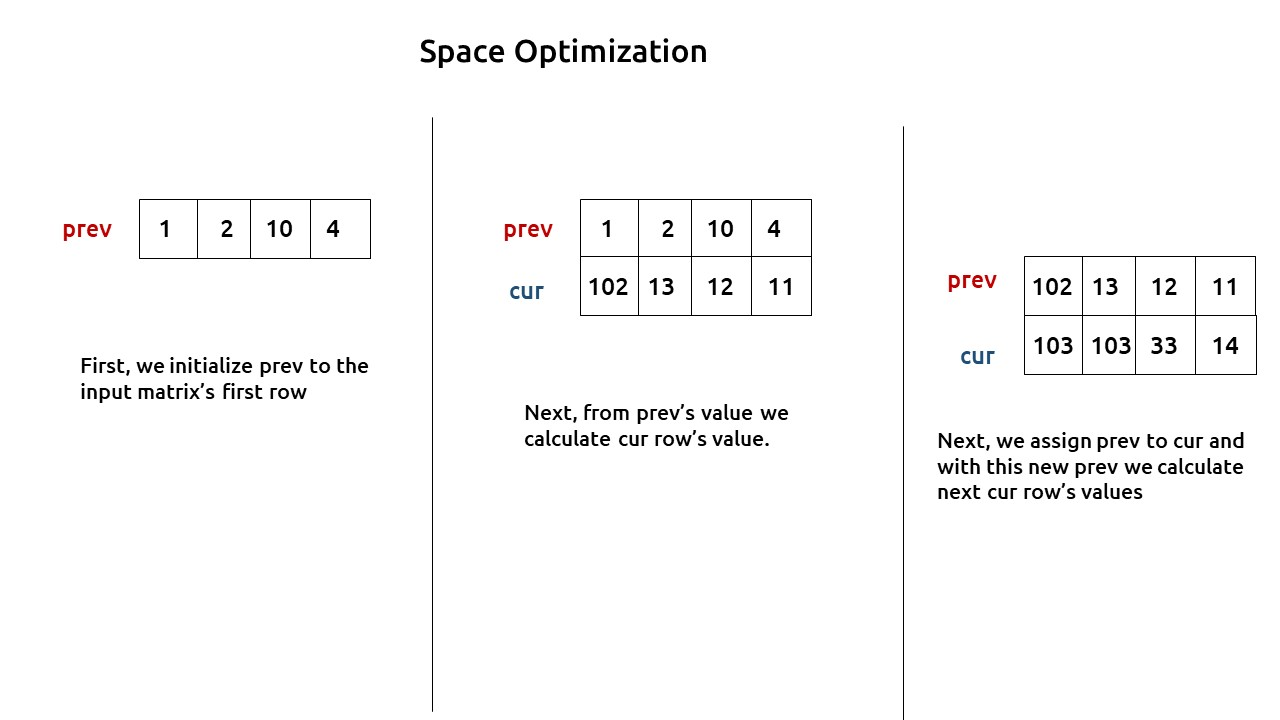 Space Optimization
prev 1 2 10 4
First, we initialize prev to the
input matrix’s first row
prev 1 2 10 4
cur 102 13 12 11
Next, from prev’s value we
calculate cur row’s value.
prev 102 13 12 11
cur 103 103 33 14
Next, we assign prev to cur and
with this new prev we calculate
next cur row’s values